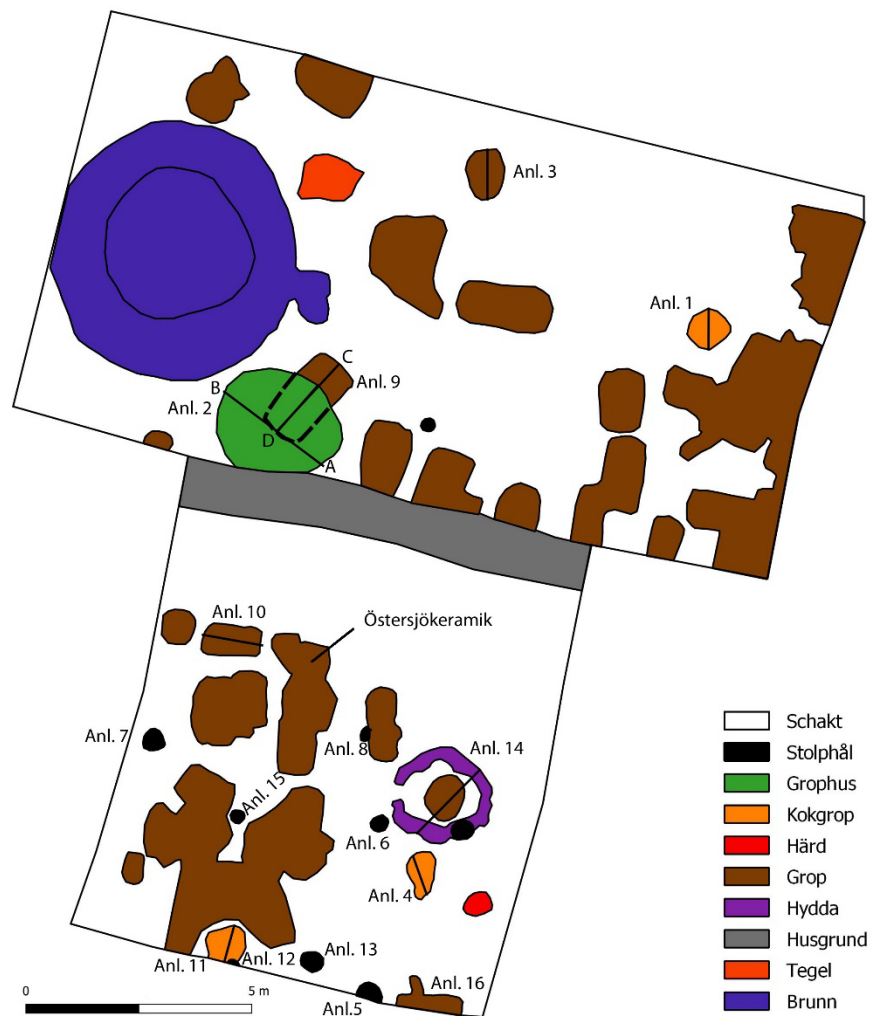 Anl. 3
Anl. 1
C
B
Anl. 9
Anl. 2
D
A
Anl. 10
Östersjökeramik
Anl. 7
Anl. 8
Anl. 14
Anl. 15
Anl. 6
Anl. 4
Anl. 13
Anl. 12
Anl. 11
Anl. 16
Anl.5
0
5 m
Schakt
Stolphål
Grophus
Kokgrop
Härd
Grop
Hydda
Husgrund
Tegel
Brunn